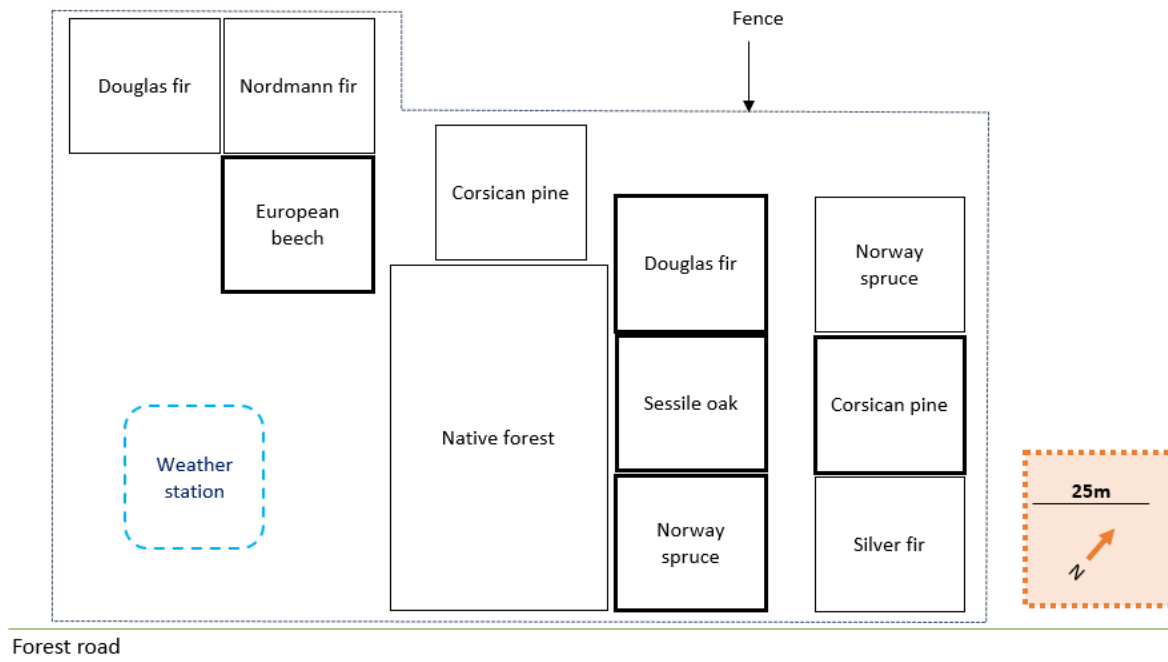 Fence
Douglas fir
Nordmann fir
European
beech
Corsican pine
Douglas fir
Norway
spruce
Sessile oak
Corsican pine
Native forest
Weather
station
Norway
spruce
Silver fir
25m
N
Forest road